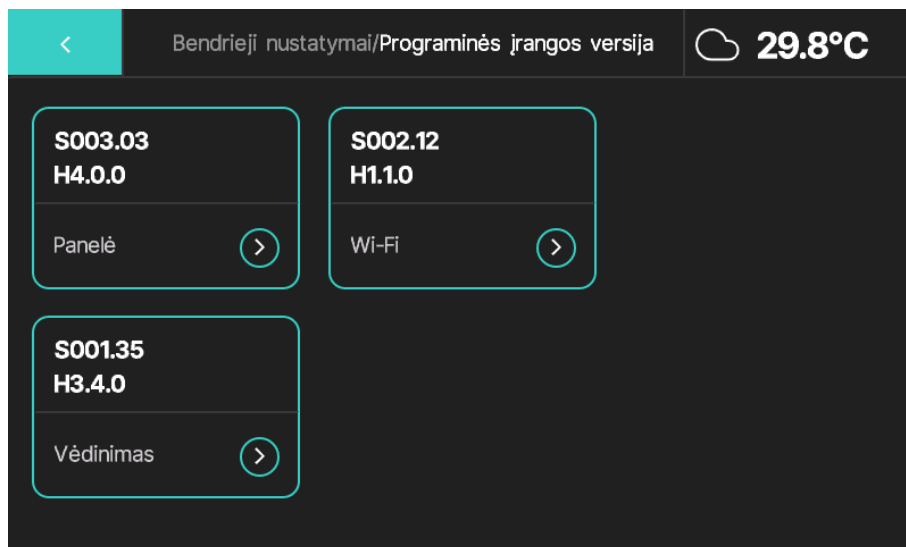 Bendrieji nustatymai/Programinės įrangos versija
29.8°C
S003.03
H4.0.0
Panelė
S002.12
H1.1.0
Wi-Fi
S001.35
H3.4.0
Vėdinimas